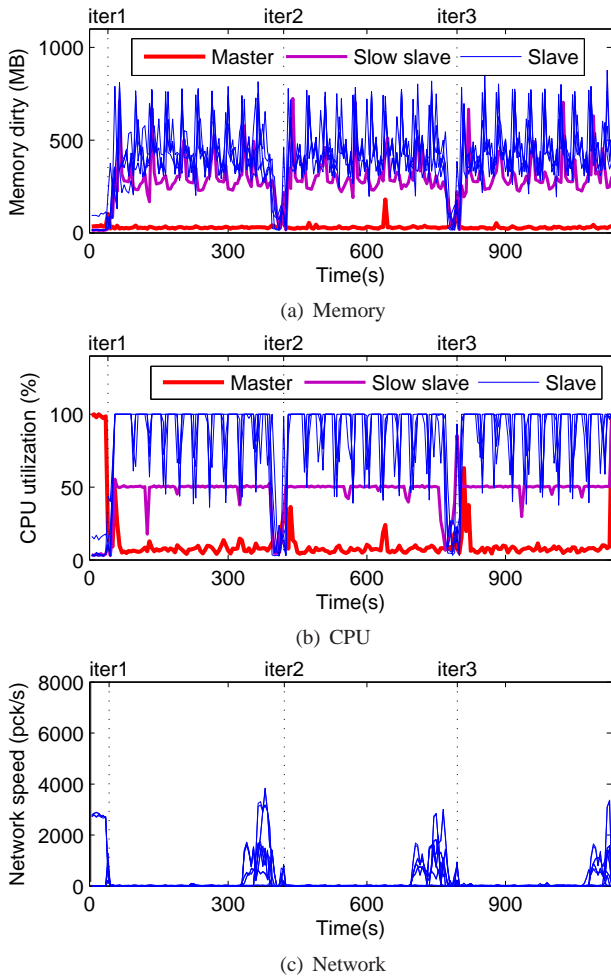 iter1 iter2 iter3
1000
500
0
Memory dirty (MB)
Master Slow slave Slave
0 300 600 900
Time(s)
(a) Memory
iter1 iter2 iter3
100
50
0
CPU utilization (%)
Master Slow slave Slave
0 300 600 900
Time(s)
(b) CPU
iter1 iter2 iter3
8000
6000
4000
2000
0
Network speed (pck/s)
0 300 600 900
Time(s)
(c) Network